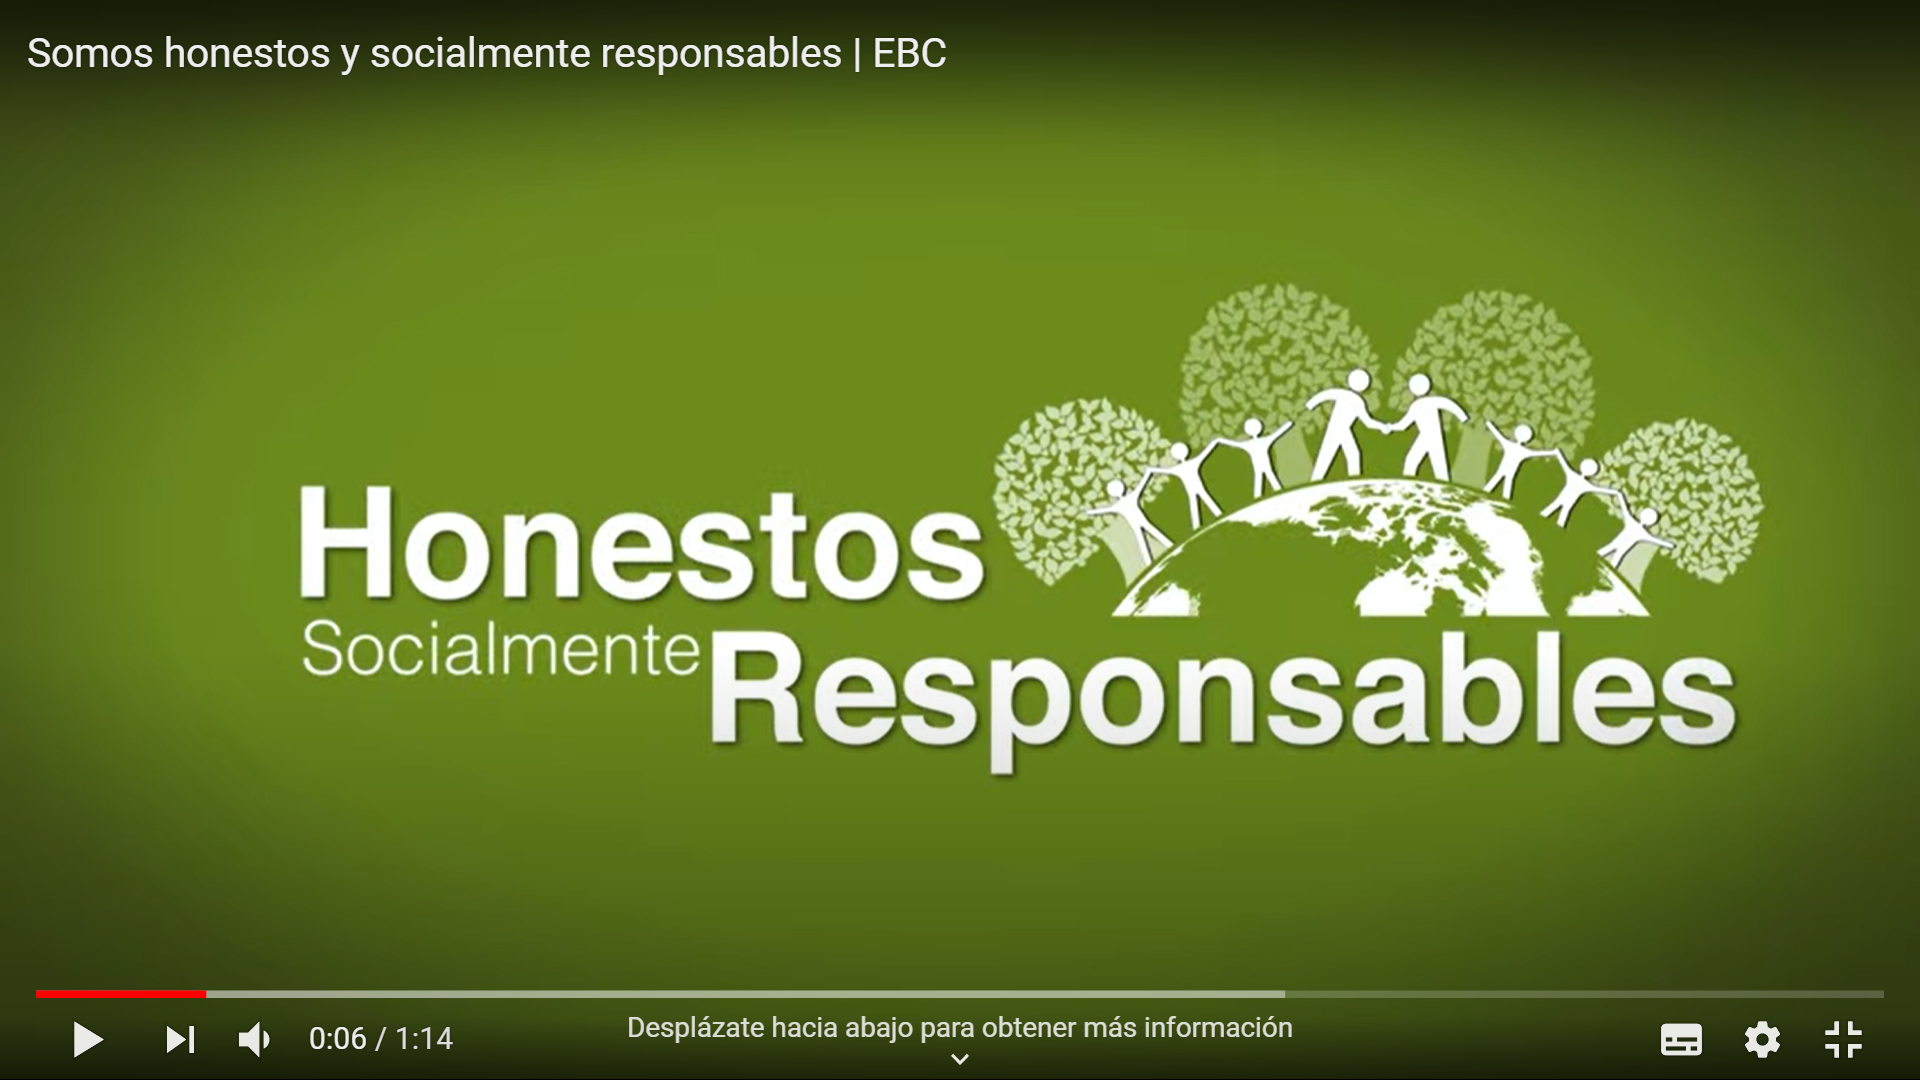 Somos honestos y socialmente responsables | EBC
Honestos
Socialmente Responsables
0:06 / 1:14
Desplázate hacia abajo para obtener más información